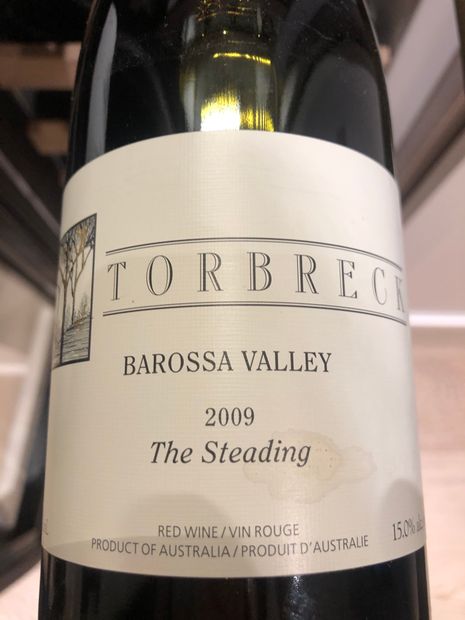 TORBRECK
BAROSSA VALLEY
2009
The Steading
RED WINE / VIN ROUGE
PRODUCT OF AUSTRALIA / PRODUIT D'AUSTRALIE
15.0%